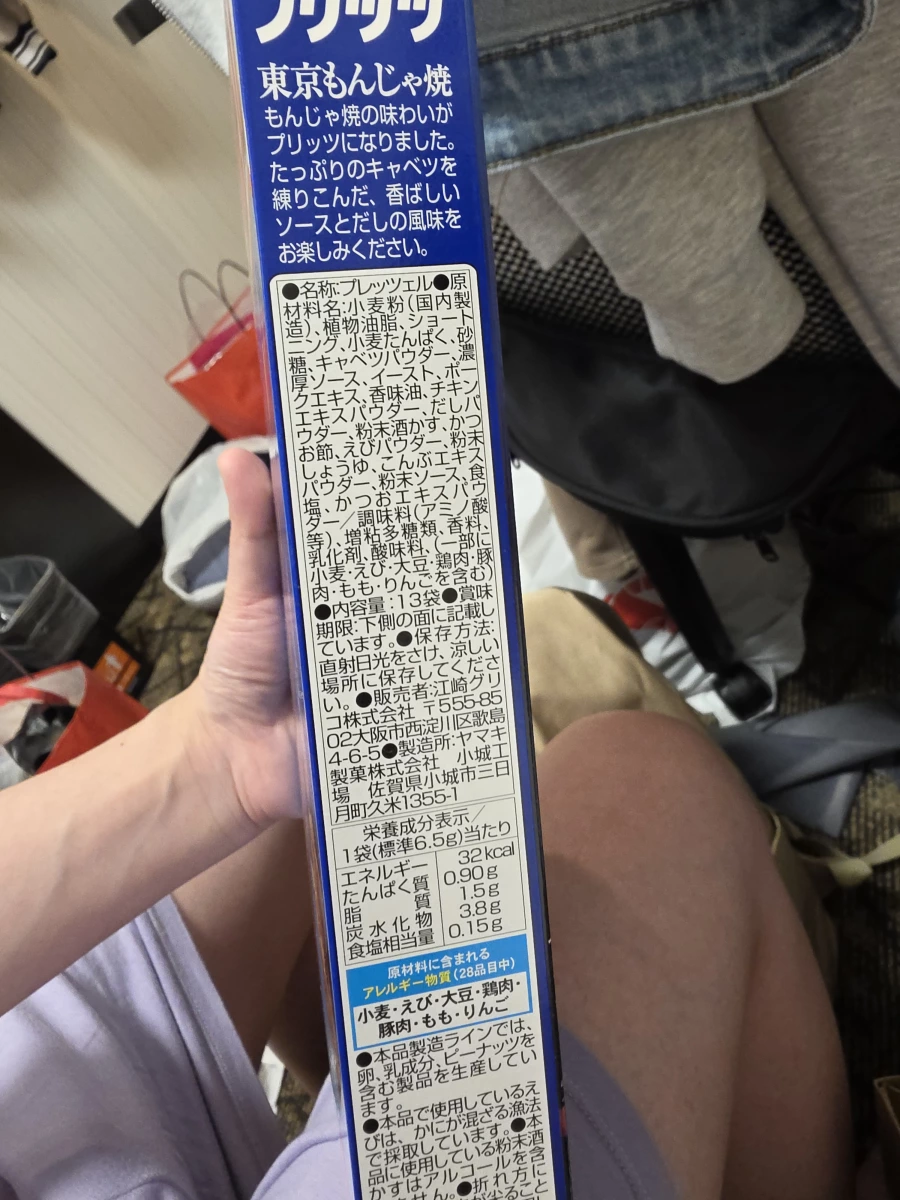 プリッツ
東京もんじゃ焼
もんじゃ焼の味わいが
プリッツになりました。
たっぷりのキャベツを
練りこんだ、香ばしい
ソースとだしの風味を
お楽しみください。
●名称:プレッツェル●原
材料名:小麦粉(国内製
造)、植物油脂、ショート
ニング、小麦たんぱく、砂
糖、キャベツパウダー、濃
厚ソース、イースト、ポー
クエキス、香味油、チキン
エキスパウダー、だしパ
ウダー、粉末酒かす、かつ
お節、えびパウダー、粉末
しょうゆ、こんぶエキス
パウダー、粉末ソース、食
塩、かつおエキスパウ
ダー／調味料(アミノ酸
等)、増粘多糖類、香料、
乳化剤、酸味料、(一部に
小麦・えび・大豆・鶏肉・豚
肉・もも・りんごを含む)
●内容量:13袋●賞味
期限:下側の面に記載し
ています。●保存方法:
直射日光をさけ、涼しい
場所に保存してくださ
い。●販売者:江崎グリ
コ株式会社 〒555-85
02大阪市西淀川区歌島
4-6-5●製造所:ヤマキ
製菓株式会社 小城工
場 佐賀県小城市三日
月町久米1355-1
栄養成分表示／
1袋(標準6.5g)当たり
エネルギー 32kcal
たんぱく質 0.90g
脂質 1.5g
炭水化物 3.8g
食塩相当量 0.15g
原材料に含まれる
アレルギー物質(28品目中)
小麦・えび・大豆・鶏肉・
豚肉・もも・りんご
●本品製造ラインでは、
卵、乳成分、ピーナッツを
含む製品を生産してい
ます。
●本品で使用しているえ
びは、かにが混ざる漁法
で採取しています。●本
品に使用している粉末酒
かすはアルコールを含
せん。●折れ方に
が尖ること